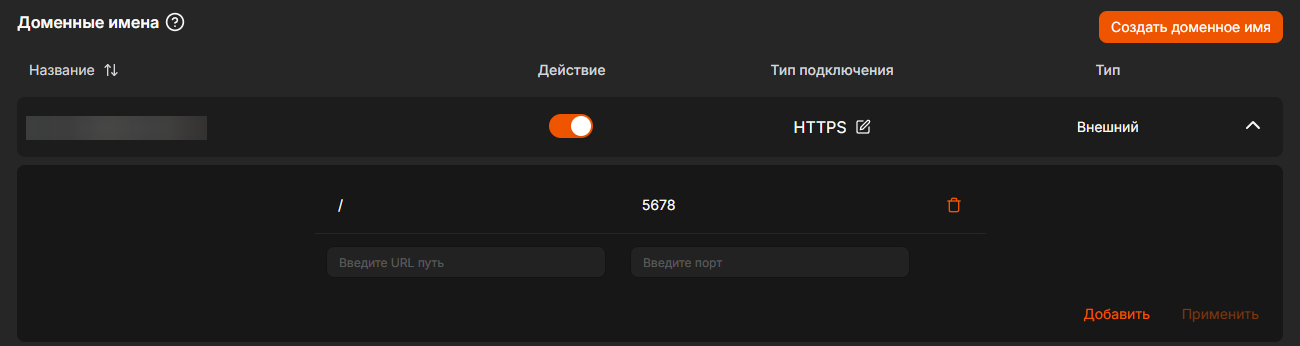 Доменные имена
Создать доменное имя
Название Действие Тип подключения Тип
HTTPS Внешний
/ 5678
Введите URL путь Введите порт
Добавить Применить